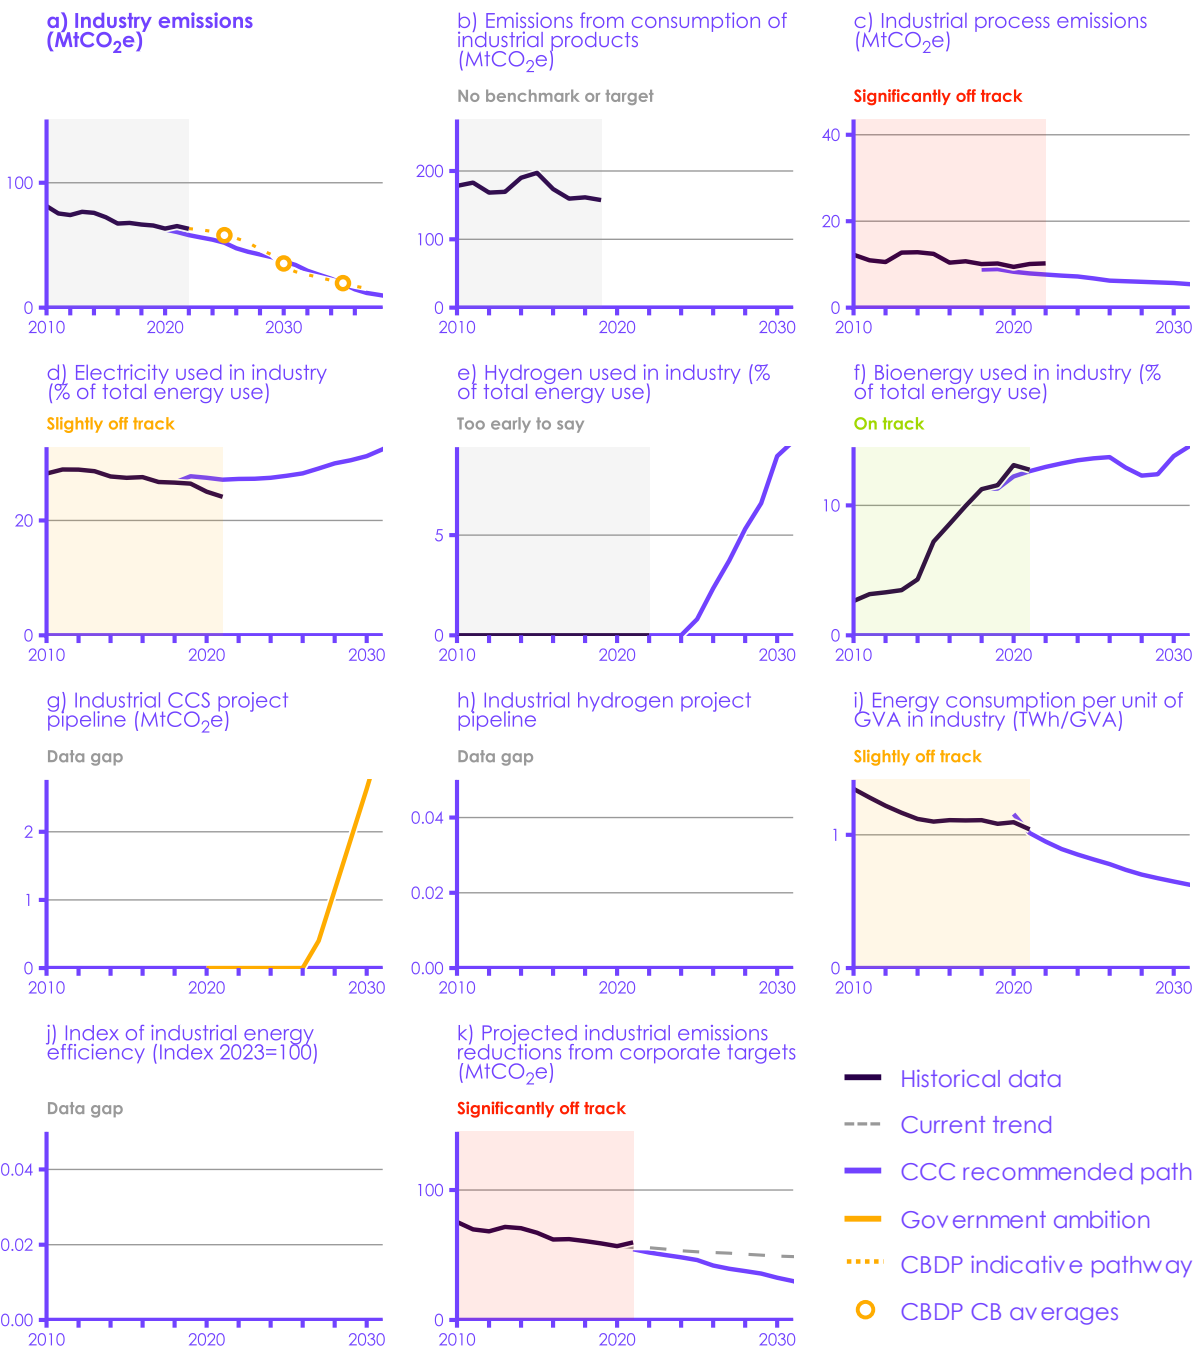 a) Industry emissions
(MtCO2e)
100
0
2010
2020
2030
b) Emissions from consumption of
industrial products
(MtCO2e)
No benchmark or target
200
100
0
2010
2020
2030
c) Industrial process emissions
(MtCO2e)
Significantly off track
40
20
0
2010
2020
2030
d) Electricity used in industry
(% of total energy use)
Slightly off track
20
0
2010
2020
2030
e) Hydrogen used in industry (%
of total energy use)
Too early to say
5
0
2010
2020
2030
f) Bioenergy used in industry (%
of total energy use)
On track
10
0
2010
2020
2030
g) Industrial CCS project
pipeline (MtCO2e)
Data gap
2
1
0
2010
2020
2030
h) Industrial hydrogen project
pipeline
Data gap
0.04
0.02
0.00
2010
2020
2030
i) Energy consumption per unit of
GVA in industry (TWh/GVA)
Slightly off track
1
0
2010
2020
2030
j) Index of industrial energy
efficiency (Index 2023=100)
Data gap
0.04
0.02
0.00
2010
2020
2030
k) Projected industrial emissions
reductions from corporate targets
(MtCO2e)
Significantly off track
100
0
2010
2020
2030
Historical data
Current trend
CCC recommended path
Government ambition
CBDP indicative pathway
CBDP CB averages